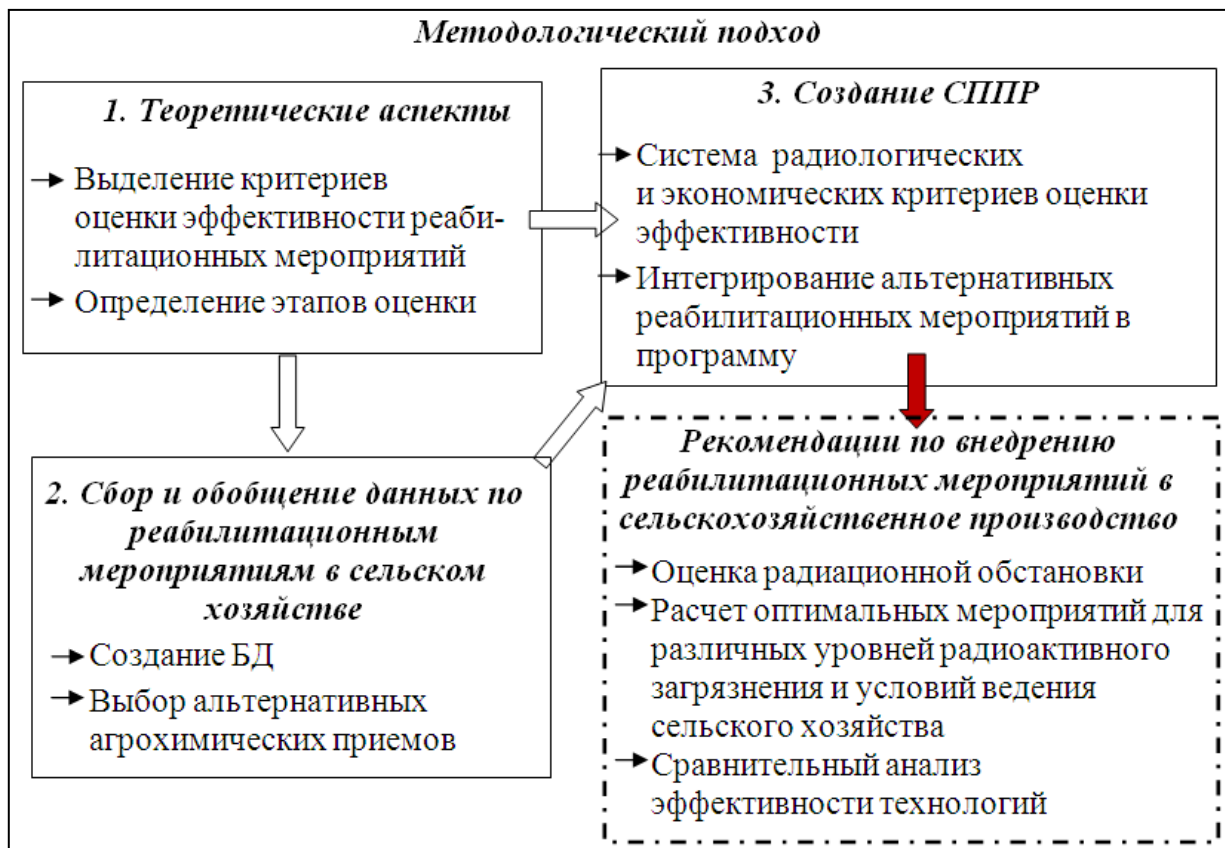 Методологический подход
1. Теоретические аспекты
Выделение критериев
оценки эффективности реаби-
литационных мероприятий
Определение этапов оценки
2. Сбор и обобщение данных по
реабилитационным
мероприятиям в сельском
хозяйстве
Создание БД
Выбор альтернативных
агрохимических приемов
3. Создание СППР
Система радиологических
и экономических критериев оценки
эффективности
Интегрирование альтернативных
реабилитационных мероприятий в
программу
Рекомендации по внедрению
реабилитационных мероприятий в
сельскохозяйственное производство
Оценка радиационной обстановки
Расчет оптимальных мероприятий для
различных уровней радиоактивного
загрязнения и условий ведения
сельского хозяйства
Сравнительный анализ
эффективности технологий